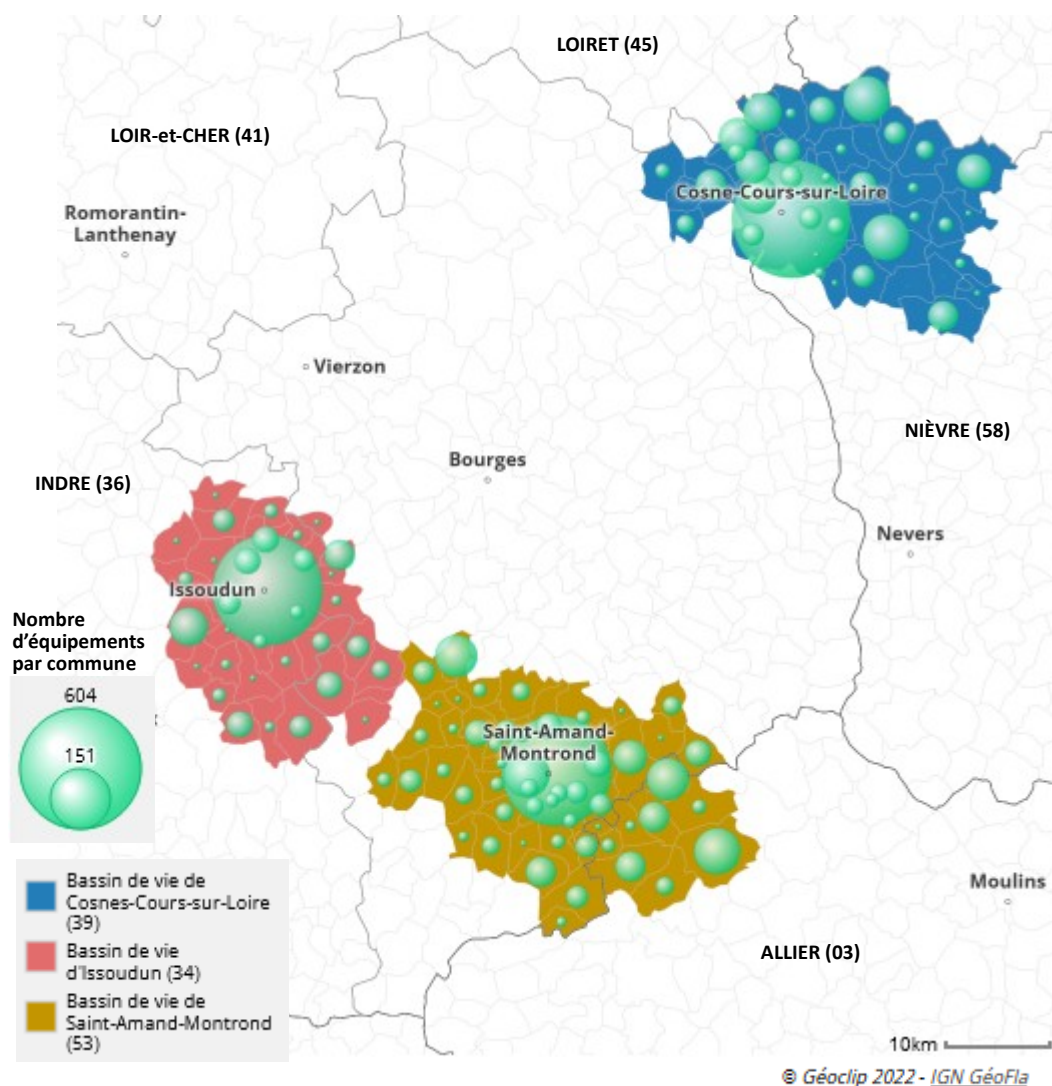 LOIRET (45)
LOIR-et-CHER (41)
Romorantin-
Lanthenay
Cosne-Cours-sur-Loire
Vierzon
NIÈVRE (58)
Bourges
INDRE (36)
Nevers
Issoudun
Nombre
d'équipements
par commune
604
151
Saint-Amand-
Montrond
Bassin de vie de
Cosnes-Cours-sur-Loire
(39)
Bassin de vie
d'Issoudun (34)
Bassin de vie de
Saint-Amand-Montrond
(53)
Moulins
ALLIER (03)
10km
© Géoclip 2022 - IGN GéoFla